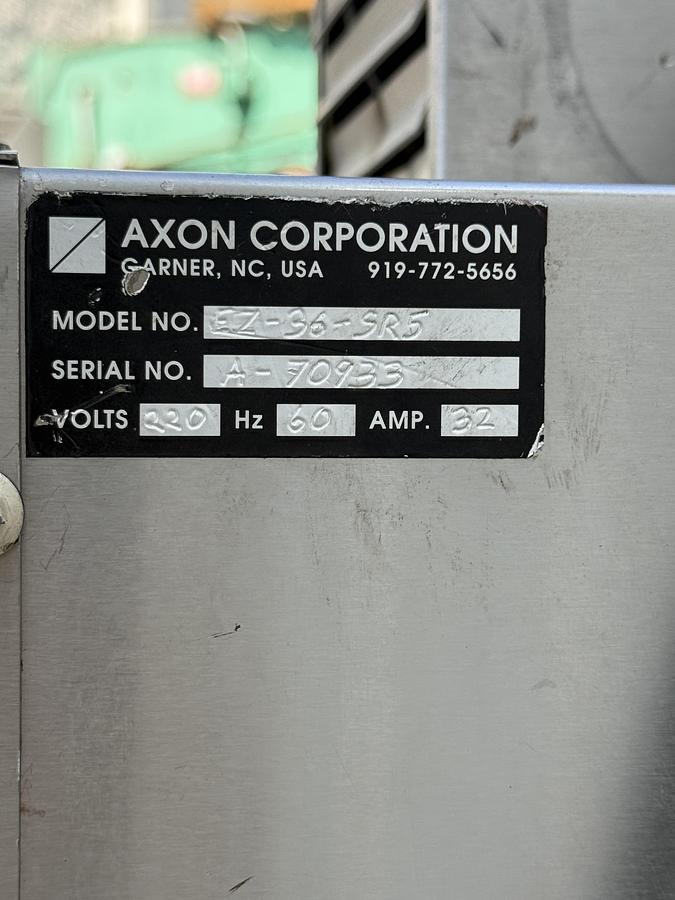 AXON CORPORATION
GARNER, NC, USA 919-772-5656
MODEL NO. EZ-36-SR5
SERIAL NO. A-70933
VOLTS 220 Hz 60 AMP. 32